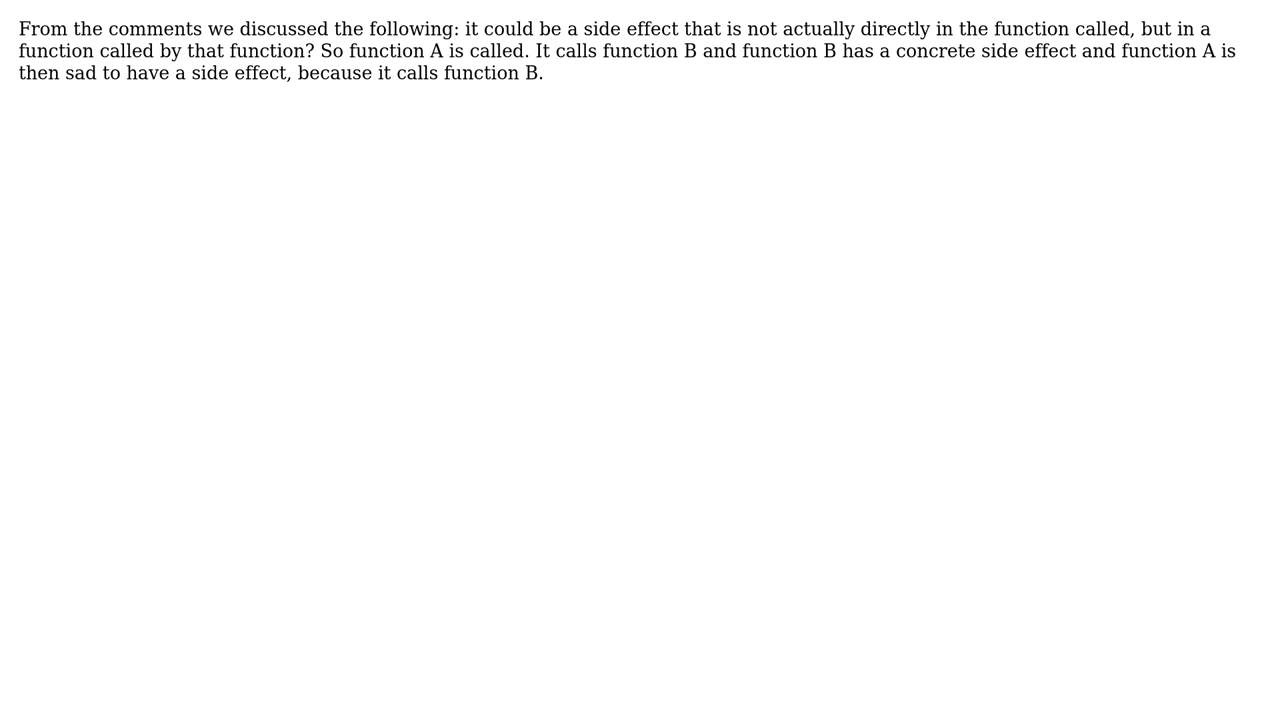 From the comments we discussed the following: it could be a side effect that is not actually directly in the function called, but in a
function called by that function? So function A is called. It calls function B and function B has a concrete side effect and function A is
then sad to have a side effect, because it calls function B.